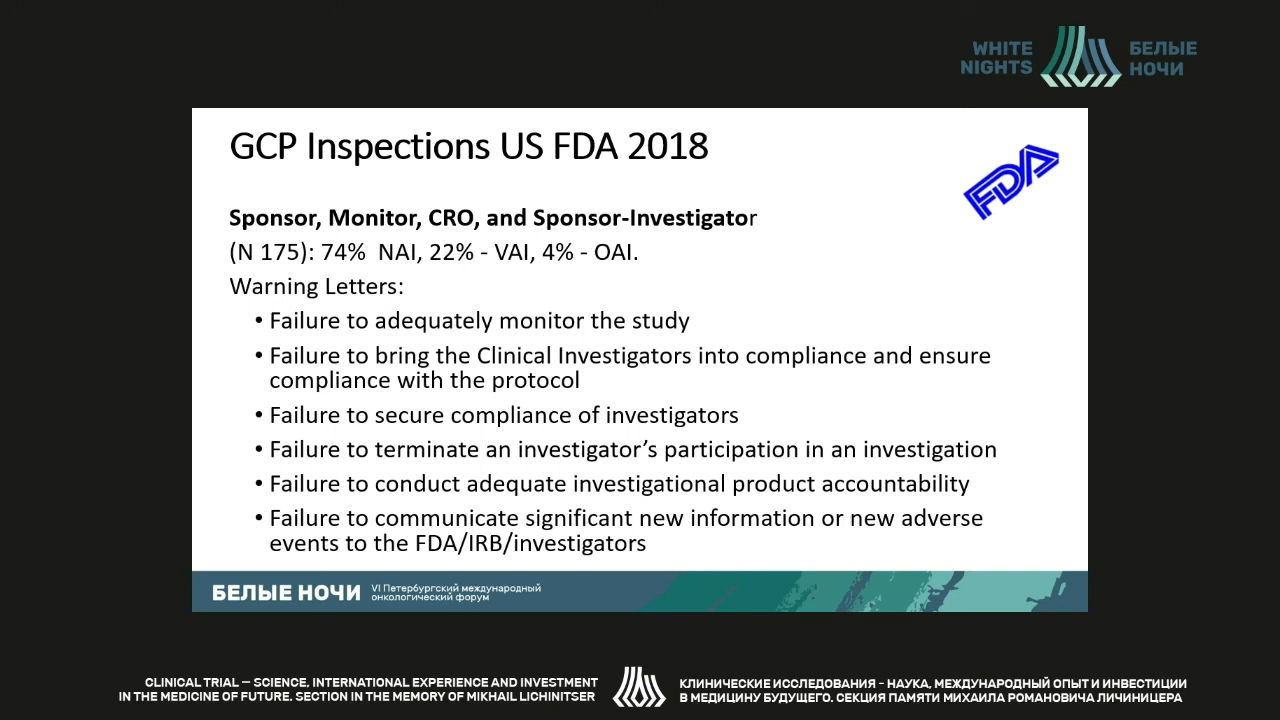 WHITE
NIGHTS
БЕЛЫЕ
НОЧИ
GCP Inspections US FDA 2018
FDA
Sponsor, Monitor, CRO, and Sponsor-Investigator
(N 175): 74%  NAI, 22% - VAI, 4% - OAI.
Warning Letters:
• Failure to adequately monitor the study
• Failure to bring the Clinical Investigators into compliance and ensure
compliance with the protocol
• Failure to secure compliance of investigators
• Failure to terminate an investigator’s participation in an investigation
• Failure to conduct adequate investigational product accountability
• Failure to communicate significant new information or new adverse
events to the FDA/IRB/investigators
БЕЛЫЕ НОЧИ
VI Петербургский международный
онкологический форум
CLINICAL TRIAL – SCIENCE, INTERNATIONAL EXPERIENCE AND INVESTMENT
IN THE MEDICINE OF FUTURE. SECTION IN THE MEMORY OF MIKHAIL LICHINITSER
КЛИНИЧЕСКИЕ ИССЛЕДОВАНИЯ - НАУКА, МЕЖДУНАРОДНЫЙ ОПЫТ И ИНВЕСТИЦИИ
В МЕДИЦИНУ БУДУЩЕГО. СЕКЦИЯ ПАМЯТИ МИХАИЛА РОМАНОВИЧА ЛИЧИНИЦЕРА